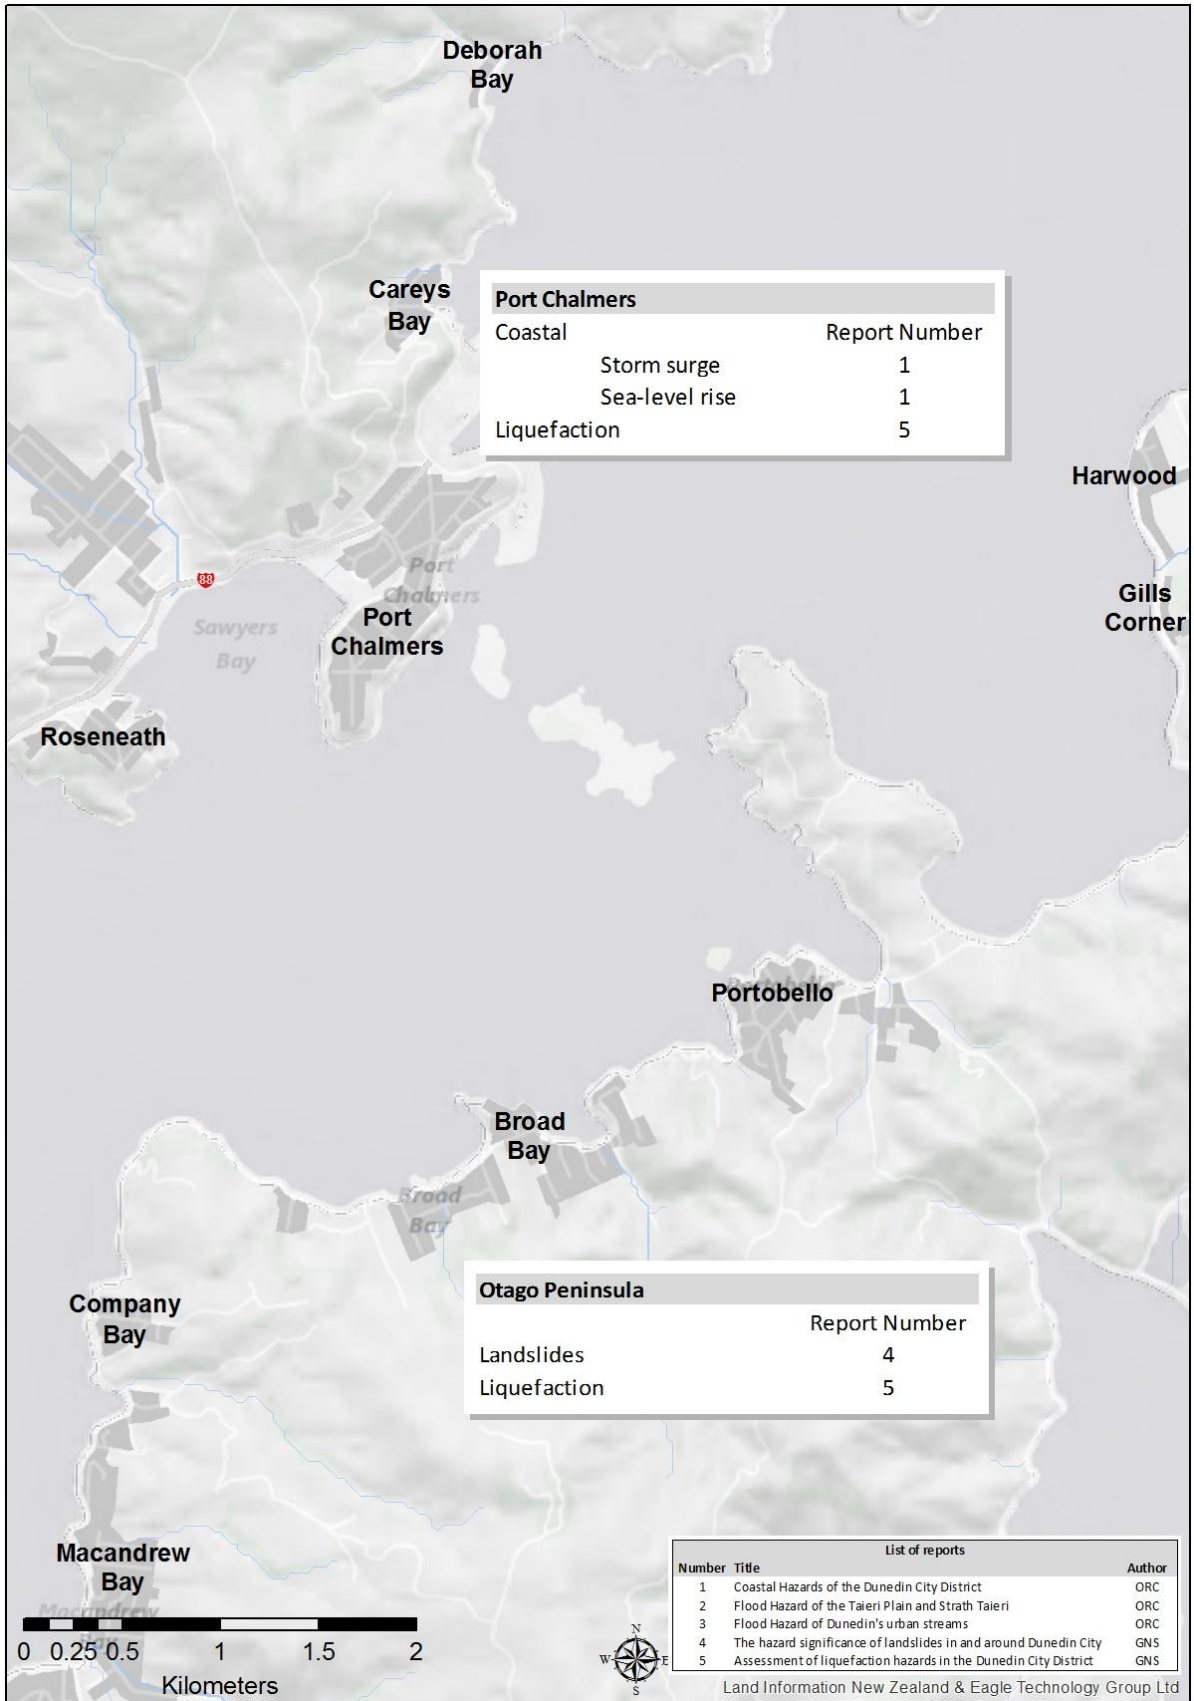 Deborah
Bay
Careys
Bay
Port Chalmers
Coastal Report Number
Storm surge 1
Sea-level rise 1
Liquefaction 5
Harwood
88
Port
Chalmers
Gills
Corner
Port
Chalmers
Sawyers
Bay
Roseneath
Portobello
Portobello
Broad
Bay
Broad
Bay
Otago Peninsula
Report Number
Landslides 4
Liquefaction 5
Company
Bay
Macandrew
Bay
Macandrew
Bay
0 0.25 0.5 1 1.5 2
Kilometers
N
W E
S
List of reports
Number Title Author
1 Coastal Hazards of the Dunedin City District ORC
2 Flood Hazard of the Taieri Plain and Strath Taieri ORC
3 Flood Hazard of Dunedin's urban streams ORC
4 The hazard significance of landslides in and around Dunedin City GNS
5 Assessment of liquefaction hazards in the Dunedin City District GNS
Land Information New Zealand & Eagle Technology Group Ltd